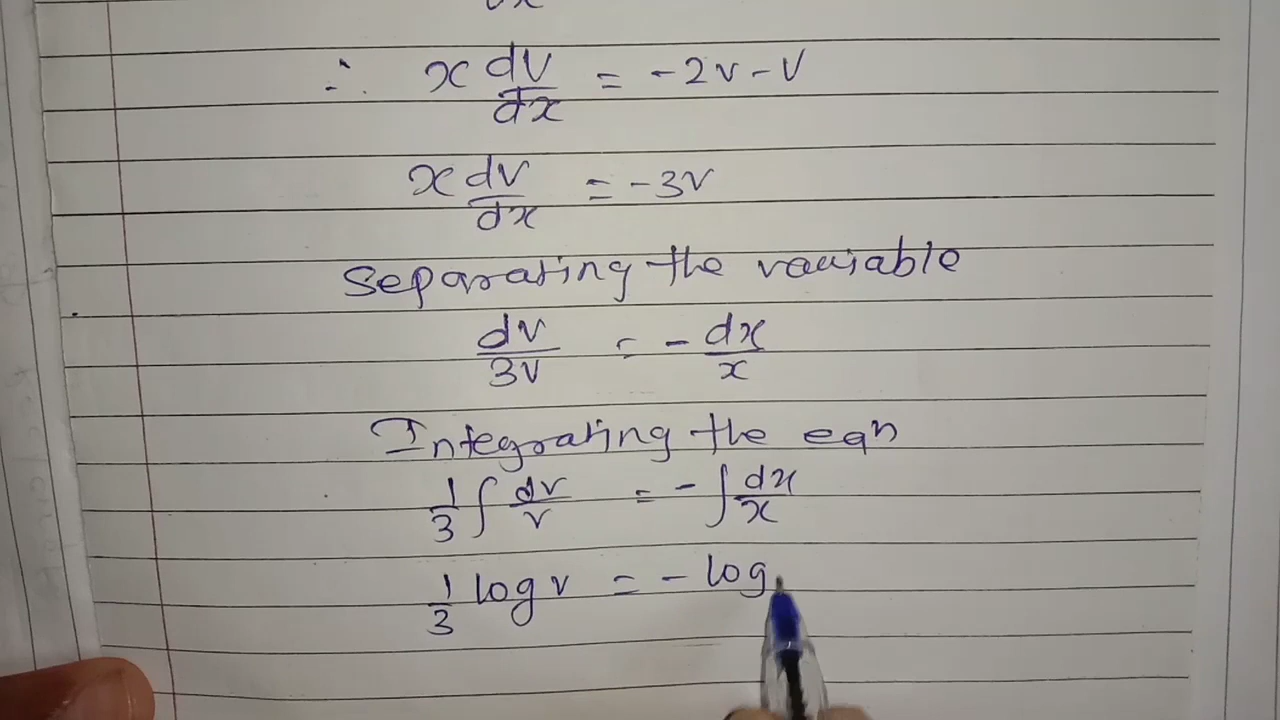 dx
∴ x dv/dx = -2v - v
x dv/dx = -3v
Separating the variable
dv/3v = - dx/x
Integrating the eqn
1/3 ∫ dv/v = - ∫ dx/x
1/3 log v = - log